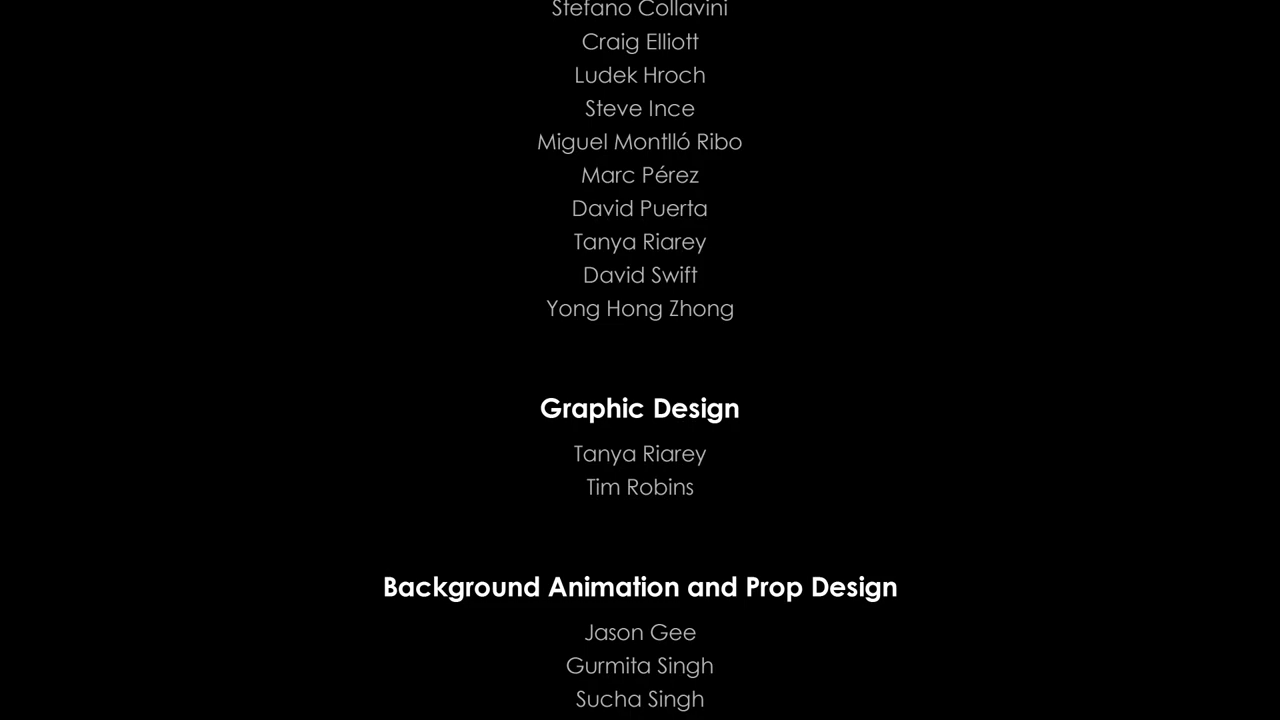 Stefano Collavini
Craig Elliott
Ludek Hroch
Steve Ince
Miguel Montlló Ribo
Marc Pérez
David Puerta
Tanya Riarey
David Swift
Yong Hong Zhong
Graphic Design
Tanya Riarey
Tim Robins
Background Animation and Prop Design
Jason Gee
Gurmita Singh
Sucha Singh